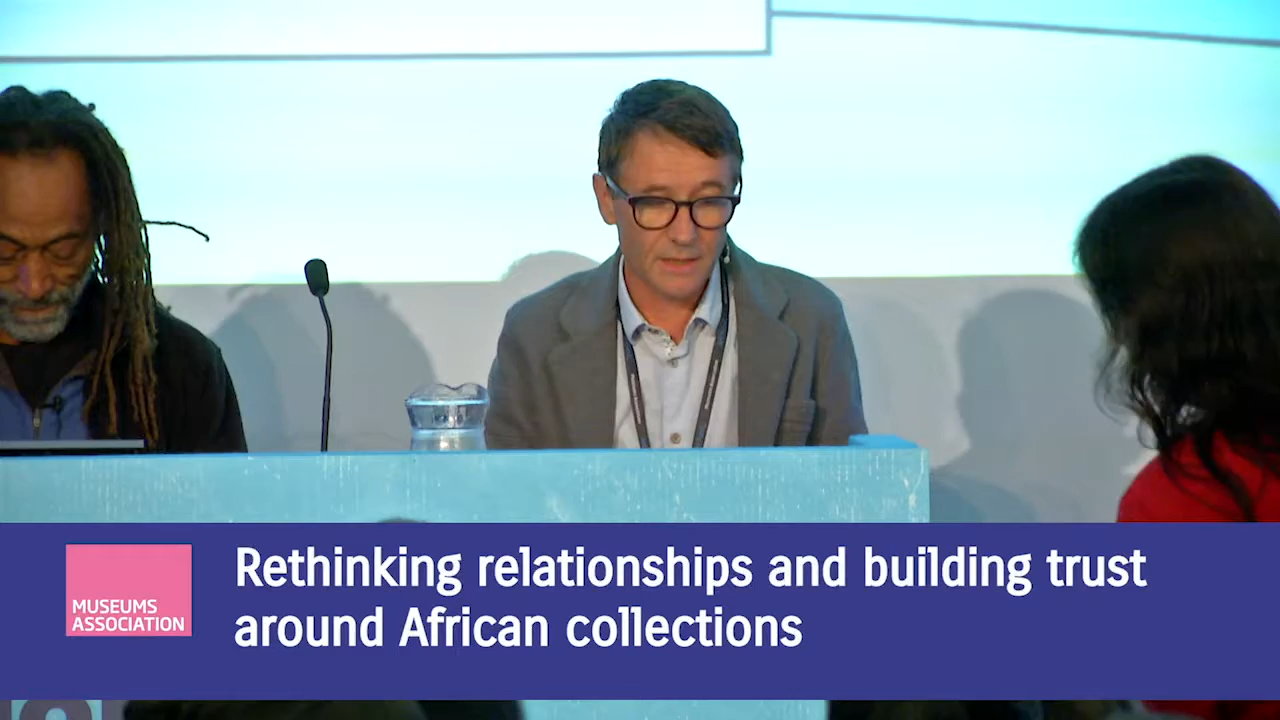 Rethinking relationships and building trust
around African collections
MUSEUMS
ASSOCIATION